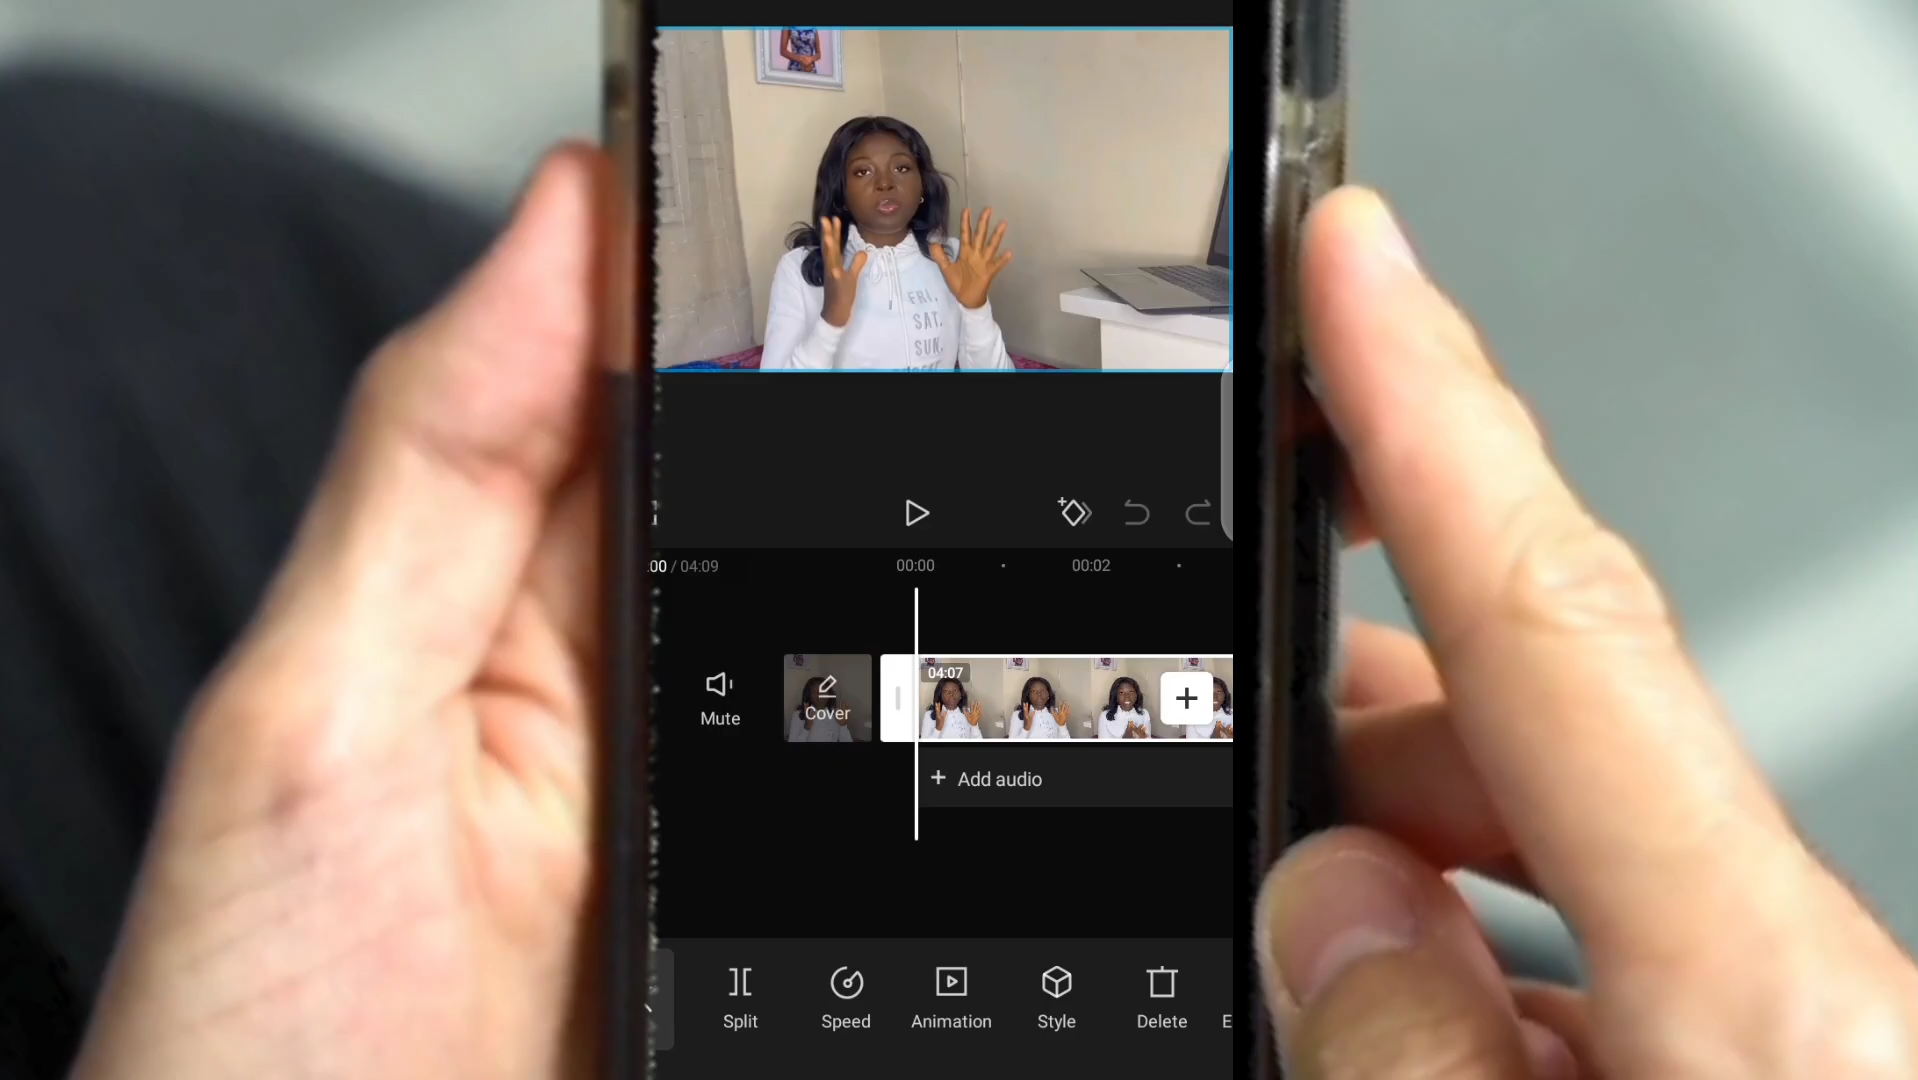 FRI,
SAT,
SUN,
:00 / 04:09
00:00
00:02
04:07
Mute
Cover
+ Add audio
Split
Speed
Animation
Style
Delete
E